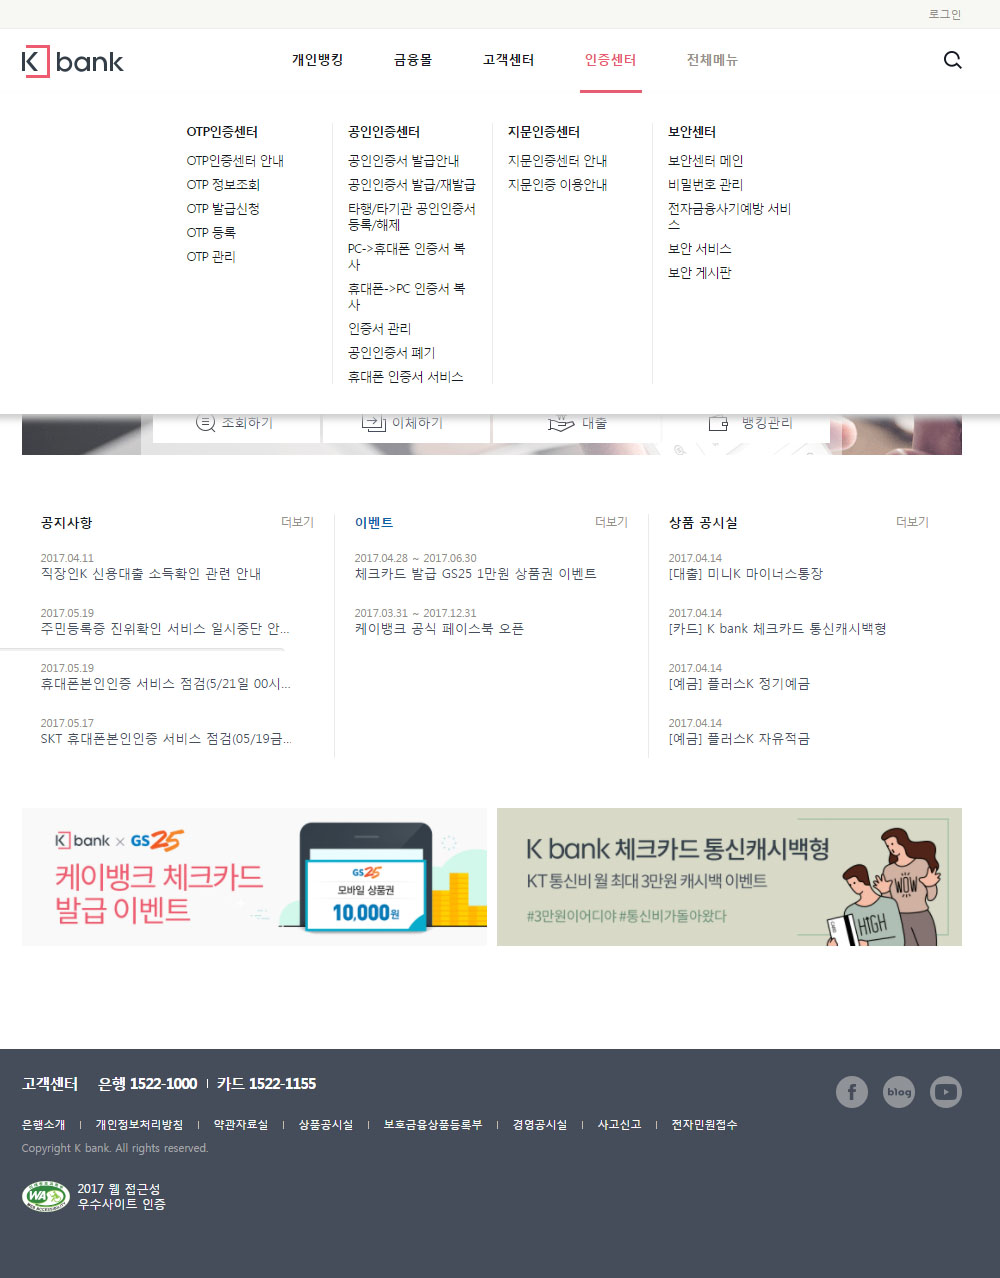 로그인
K bank
개인뱅킹 금융몰 고객센터 인증센터 전체메뉴
OTP인증센터
OTP인증센터 안내
OTP 정보조회
OTP 발급신청
OTP 등록
OTP 관리
공인인증센터
공인인증서 발급안내
공인인증서 발급/재발급
타행/타기관 공인인증서
등록/해제
PC->휴대폰 인증서 복
사
휴대폰->PC 인증서 복
사
인증서 관리
공인인증서 폐기
휴대폰 인증서 서비스
지문인증센터
지문인증센터 안내
지문인증 이용안내
보안센터
보안센터 메인
비밀번호 관리
전자금융사기예방 서비
스
보안 서비스
보안 게시판
조회하기 이체하기 대출 뱅킹관리
공지사항 더보기
2017.04.11
직장인K 신용대출 소득확인 관련 안내
2017.05.19
주민등록증 진위확인 서비스 일시중단 안...
2017.05.19
휴대폰본인인증 서비스 점검(5/21일 00시...
2017.05.17
SKT 휴대폰본인인증 서비스 점검(05/19금...
이벤트 더보기
2017.04.28 ~ 2017.06.30
체크카드 발급 GS25 1만원 상품권 이벤트
2017.03.31 ~ 2017.12.31
케이뱅크 공식 페이스북 오픈
상품 공시실 더보기
2017.04.14
[대출] 미니K 마이너스통장
2017.04.14
[카드] K bank 체크카드 통신캐시백형
2017.04.14
[예금] 플러스K 정기예금
2017.04.14
[예금] 플러스K 자유적금
K bank × GS25
케이뱅크 체크카드
발급 이벤트
GS25
모바일 상품권
10,000원
K bank 체크카드 통신캐시백형
KT 통신비 월 최대 3만원 캐시백 이벤트
#3만원이어디야 #통신비가돌아왔다
WOW
HIGH
고객센터 은행 1522-1000 카드 1522-1155
f blog
은행소개 개인정보처리방침 약관자료실 상품공시실 보호금융상품등록부 경영공시실 사고신고 전자민원접수
Copyright K bank. All rights reserved.
WA
2017 웹 접근성
우수사이트 인증